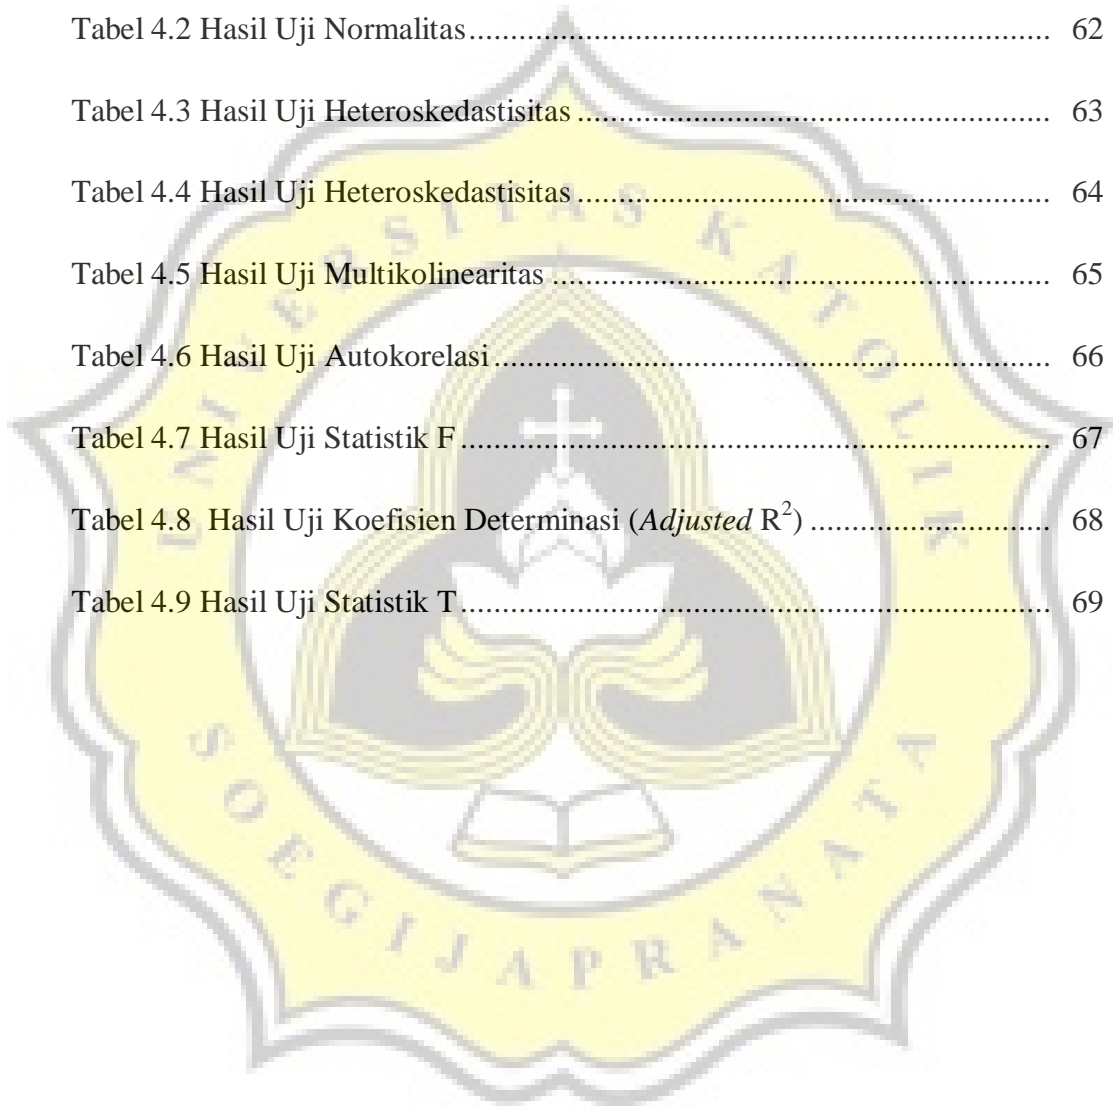 Tabel 4.2 Hasil Uji Normalitas.................................................................... 62
Tabel 4.3 Hasil Uji Heteroskedastisitas ....................................................... 63
Tabel 4.4 Hasil Uji Heteroskedastisitas ....................................................... 64
Tabel 4.5 Hasil Uji Multikolinearitas .......................................................... 65
Tabel 4.6 Hasil Uji Autokorelasi................................................................. 66
Tabel 4.7 Hasil Uji Statistik F ..................................................................... 67
Tabel 4.8  Hasil Uji Koefisien Determinasi (Adjusted R²) ............................ 68
Tabel 4.9 Hasil Uji Statistik T..................................................................... 69
UNIVERSITAS KATOLIK
SOEGIJAPRANATA